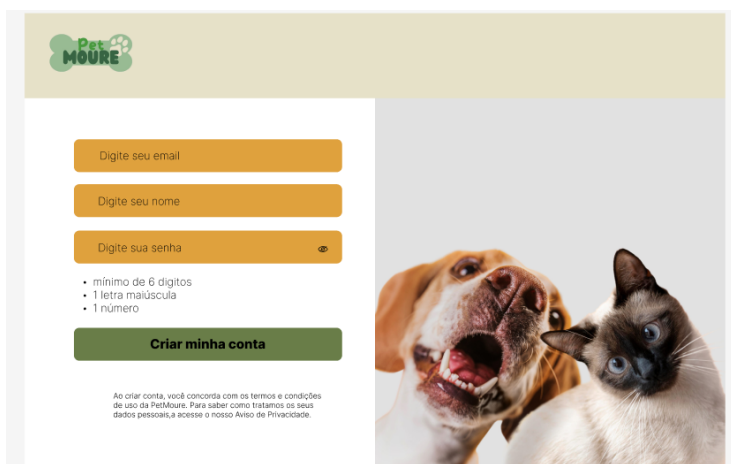 Pet
MOURE
Digite seu email
Digite seu nome
Digite sua senha
• mínimo de 6 digitos
• 1 letra maiúscula
• 1 número
Criar minha conta
Ao criar conta, você concorda com os termos e condições
de uso da PetMoure. Para saber como tratamos os seus
dados pessoais,a acesse o nosso Aviso de Privacidade.